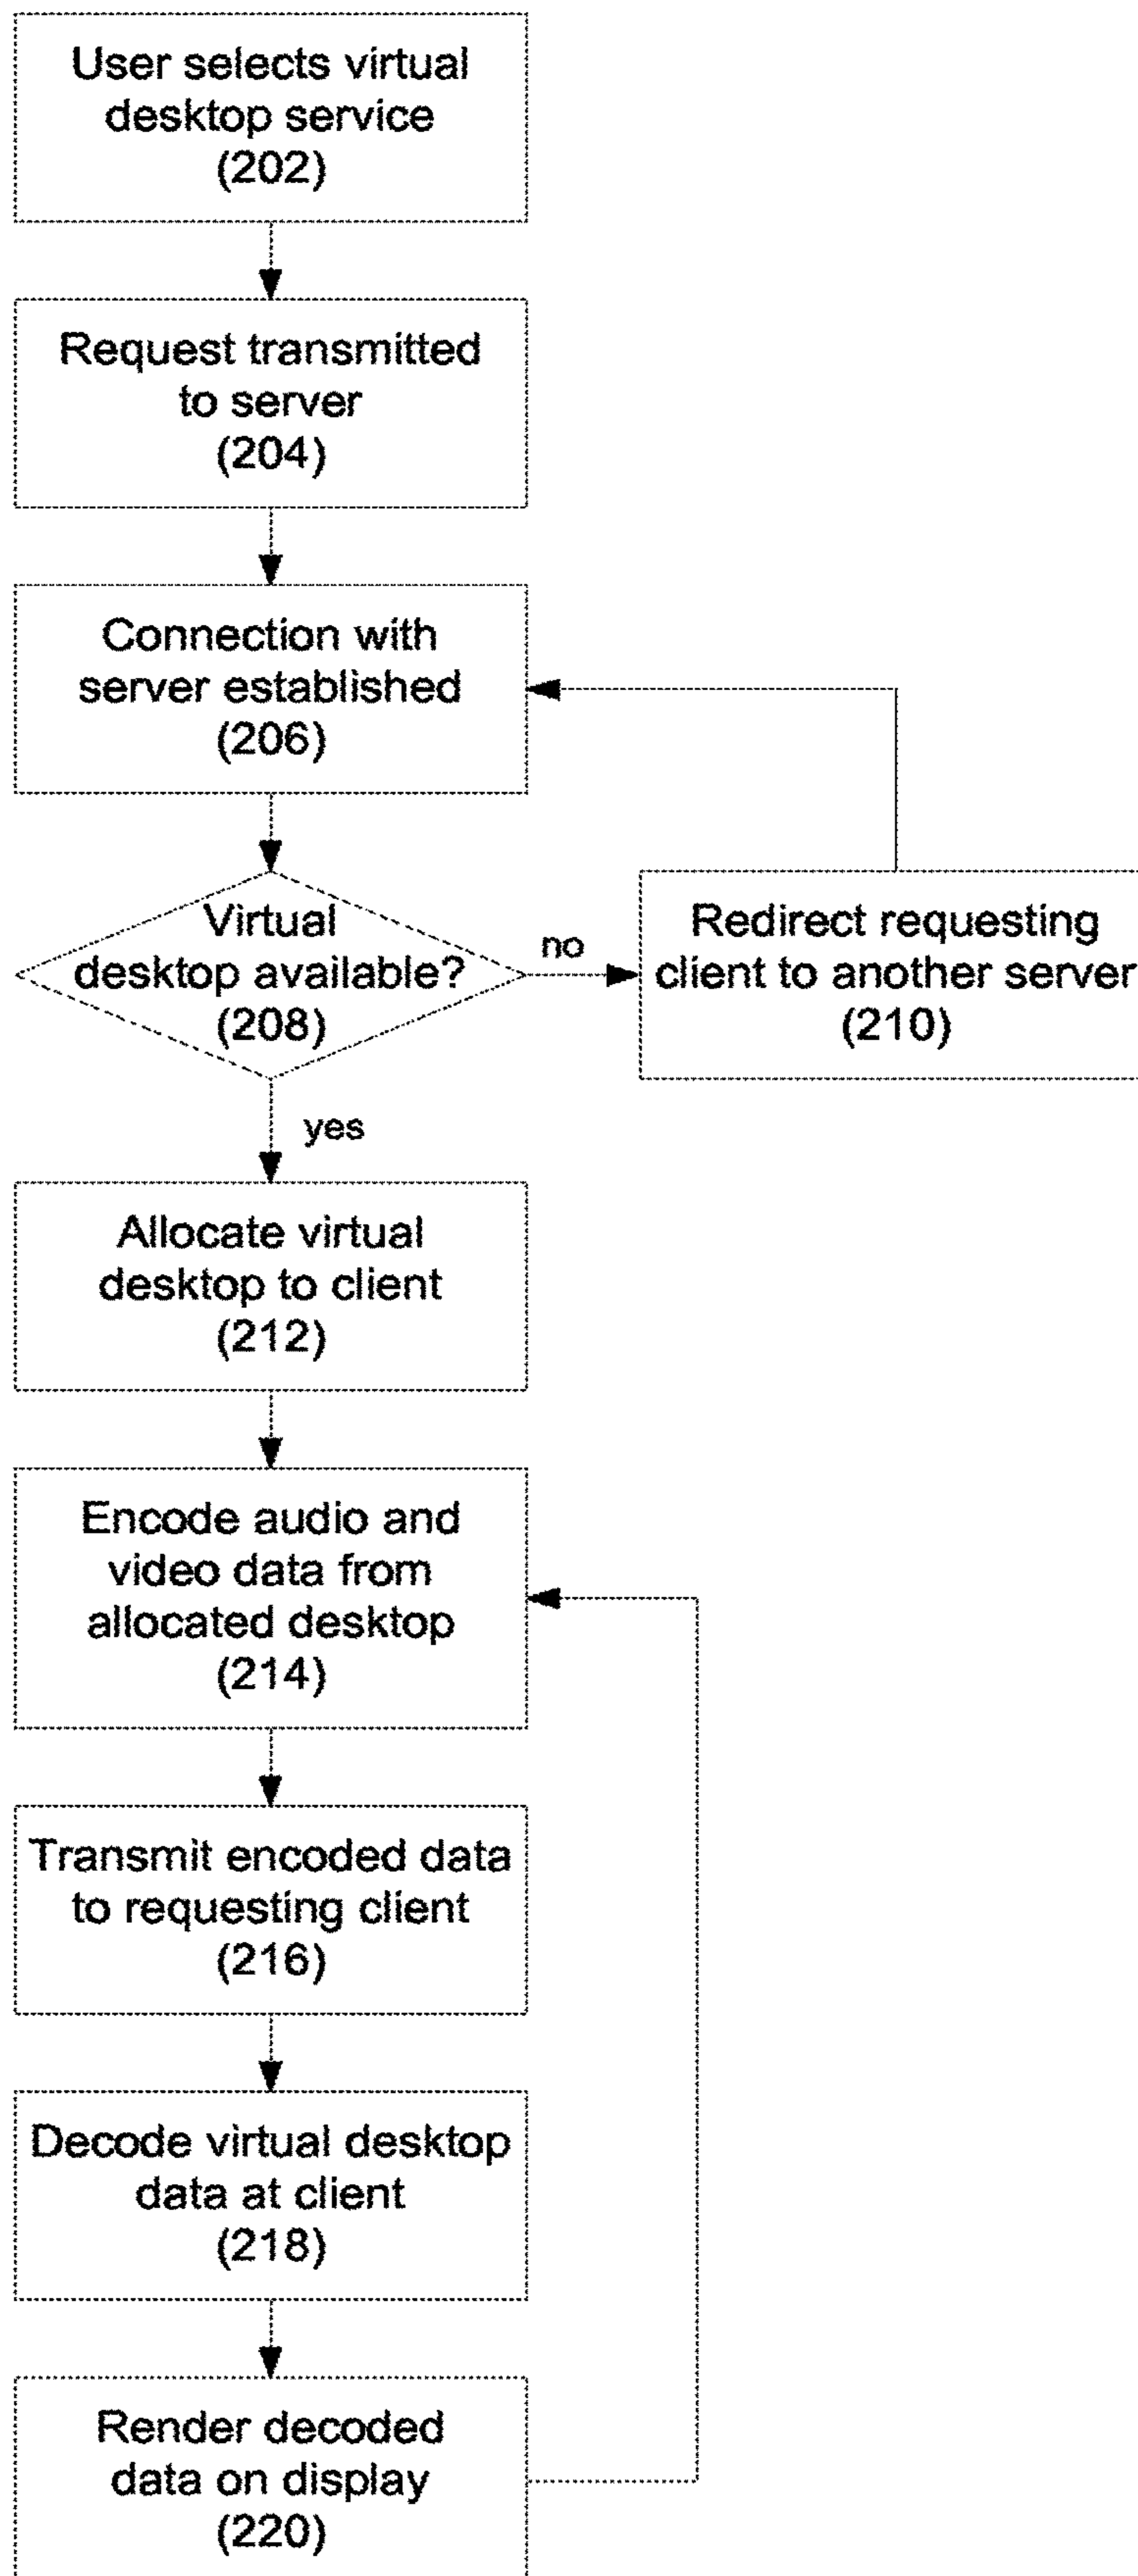 User selects virtual
desktop service
(202)
Request transmitted
to server
(204)
Connection with
server established
(206)
Virtual
desktop available?
(208)
no
Redirect requesting
client to another server
(210)
yes
Allocate virtual
desktop to client
(212)
Encode audio and
video data from
allocated desktop
(214)
Transmit encoded data
to requesting client
(216)
Decode virtual desktop
data at client
(218)
Render decoded
data on display
(220)